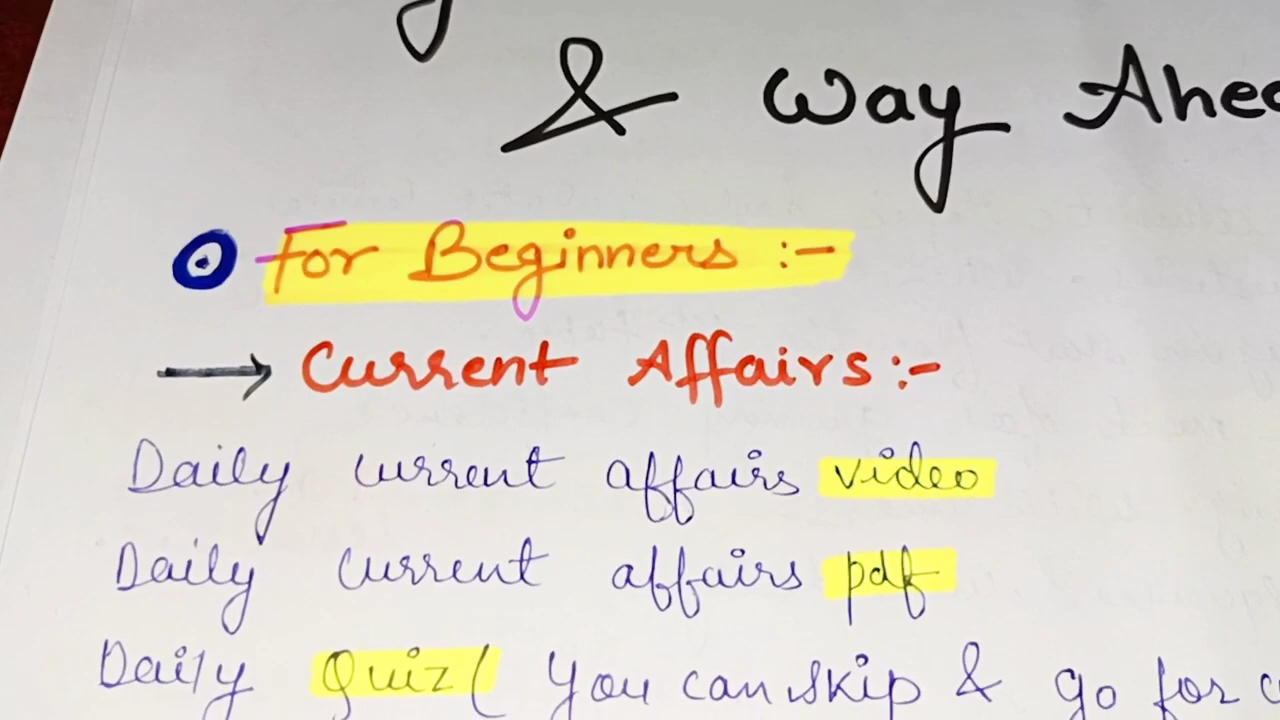 & Way
For Beginners :-
→ Current Affairs :-
Daily current affairs video
Daily current affairs pdf
Daily Quiz ( You can skip & go for